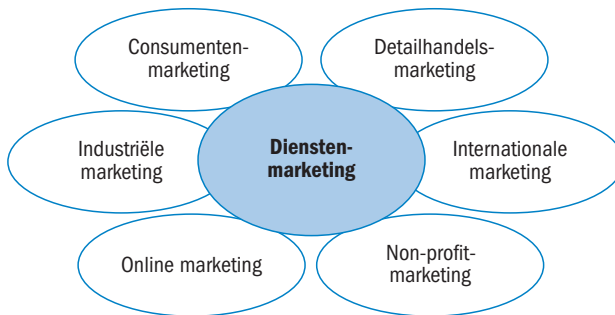 Consumenten-
marketing
Detailhandels-
marketing
Industriële
marketing
Diensten-
marketing
Internationale
marketing
Online marketing
Non-profit-
marketing